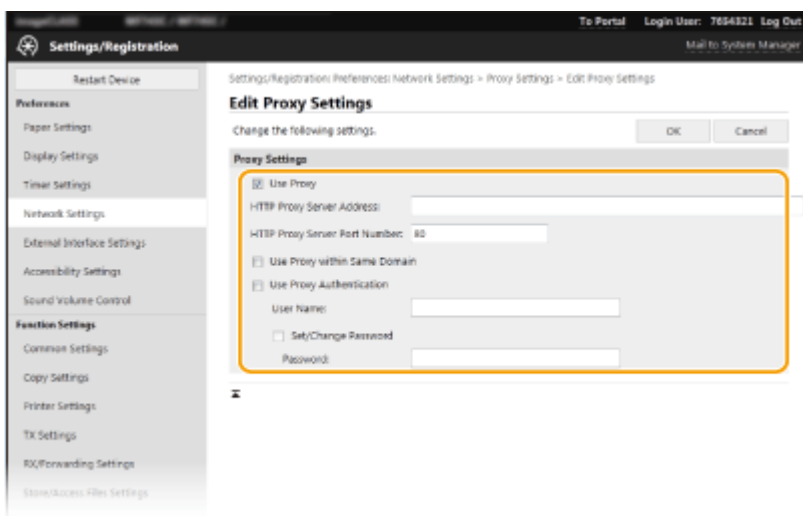 To Portal Login User: 7654321 Log Out
Settings/Registration
Mail to System Manager
Restart Device
Preferences
Paper Settings
Display Settings
Timer Settings
Network Settings
External Interface Settings
Accessibility Settings
Sound Volume Control
Function Settings
Common Settings
Copy Settings
Printer Settings
TX Settings
RX/Forwarding Settings
Store/Access Files Settings
Settings/Registration: Preferences: Network Settings > Proxy Settings > Edit Proxy Settings
Edit Proxy Settings
Change the following settings.
OK Cancel
Proxy Settings
Use Proxy
HTTP Proxy Server Address:
HTTP Proxy Server Port Number: 80
Use Proxy within Same Domain
Use Proxy Authentication
User Name:
Set/Change Password
Password: